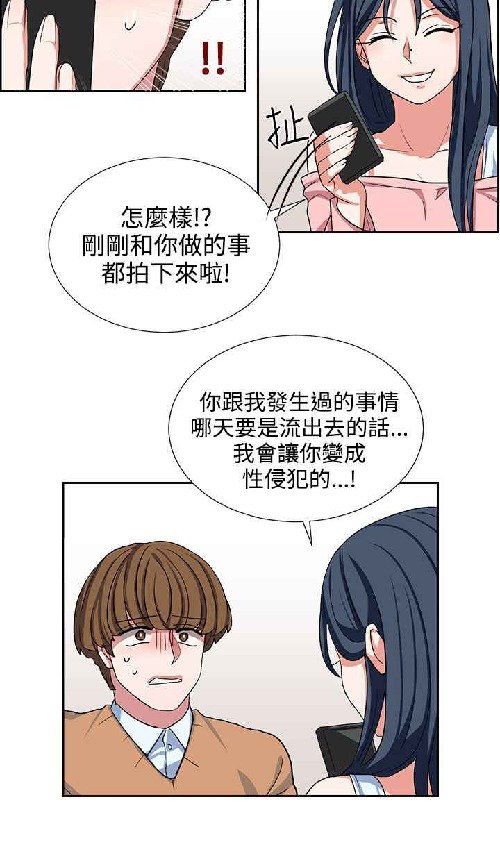 !!
扯
怎麼樣!?
剛剛和你做的事
都拍下來啦!
你跟我發生過的事情
哪天要是流出去的話...
我會讓你變成
性侵犯的...!